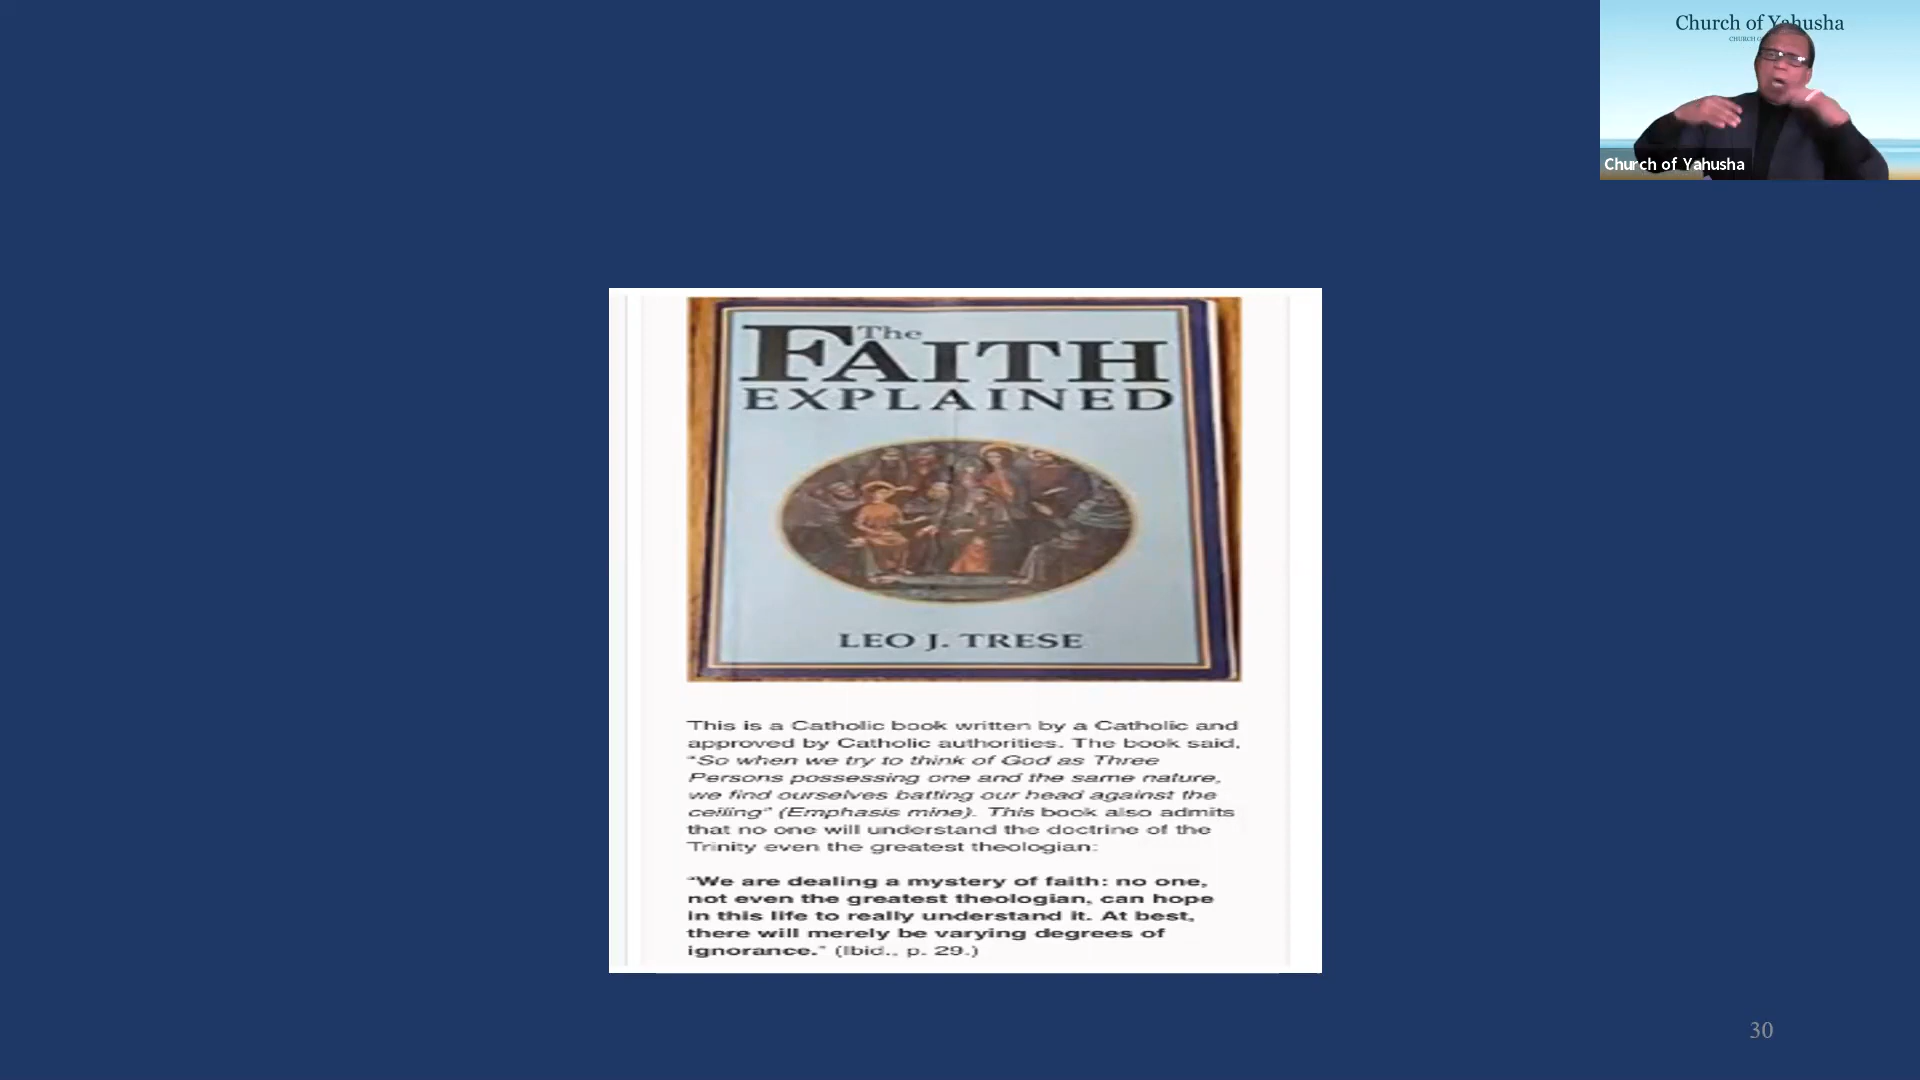 Church of Yahusha
Church of Yahusha
The
FAITH
EXPLAINED
LEO J. TRESE
This is a Catholic book written by a Catholic and
approved by Catholic authorities. The book said,
"So when we try to think of God as Three
Persons possessing one and the same nature,
we find ourselves batting our head against the
ceiling" (Emphasis mine). This book also admits
that no one will understand the doctrine of the
Trinity even the greatest theologian:
"We are dealing a mystery of faith: no one,
not even the greatest theologian, can hope
in this life to really understand it. At best,
there will merely be varying degrees of
ignorance." (Ibid., p. 29.)
30